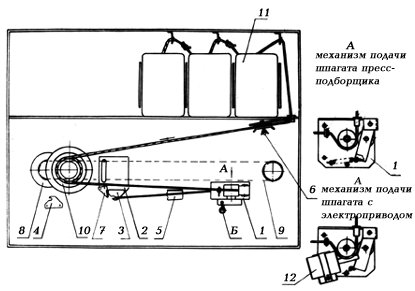 11
А
механизм подачи
шпагата пресс-
подборщика
1
А
6
А
механизм подачи
шпагата с
электроприводом
8 4 10 7 3 2 5 Б 1 9
12